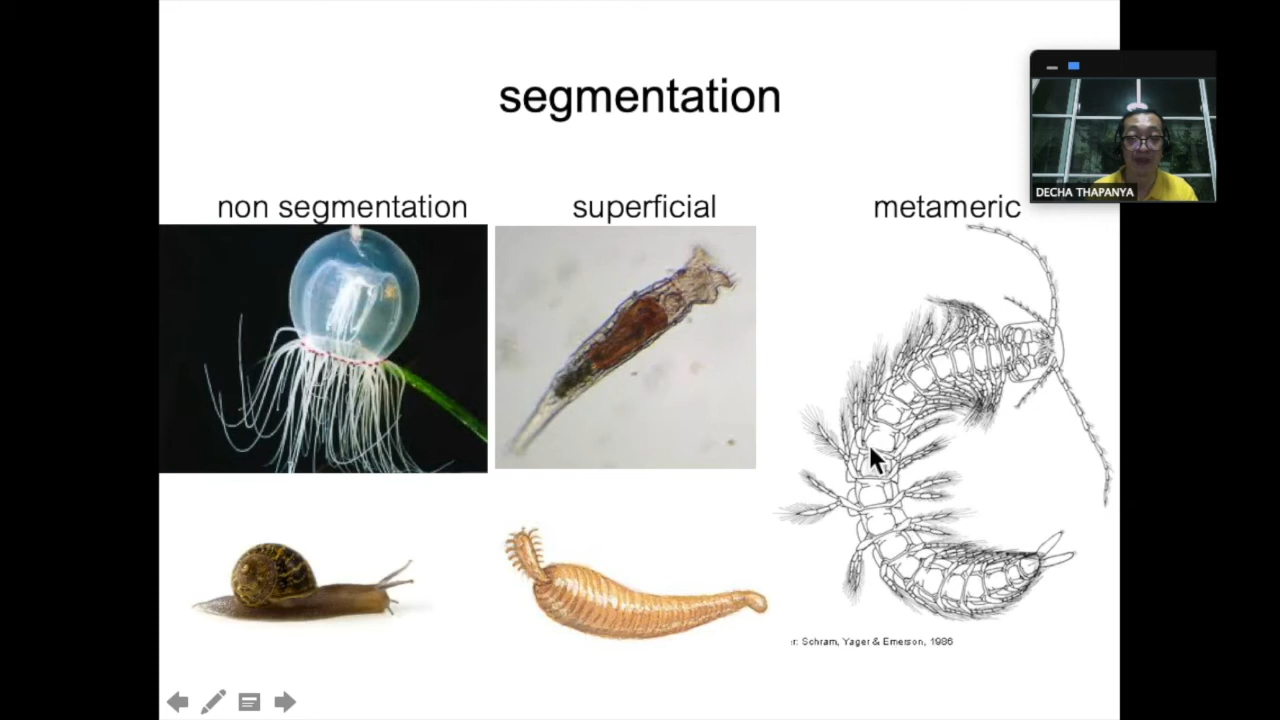 segmentation
non segmentation
superficial
metameric
DECHA THAPANYA
r: Schram, Yager & Emerson, 1986